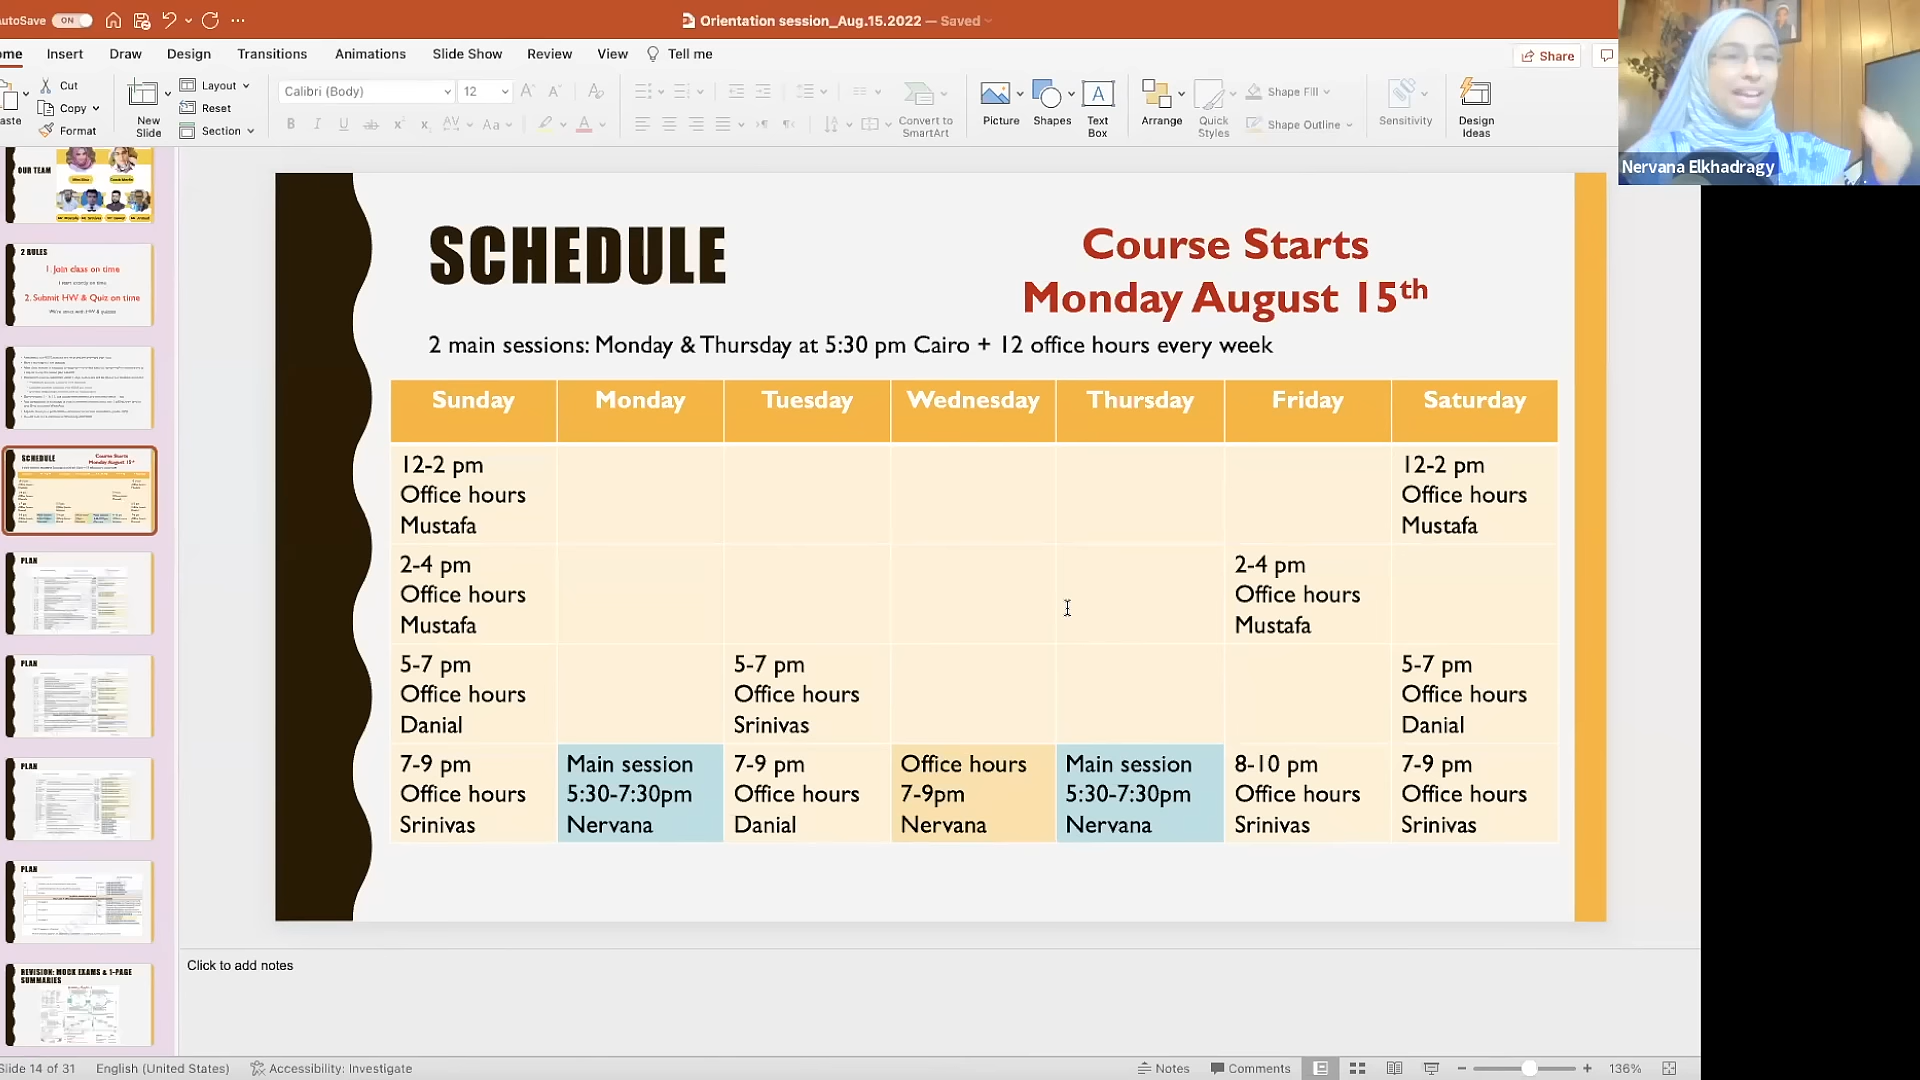 AutoSave ON
Orientation session_Aug.15.2022 — Saved
Home Insert Draw Design Transitions Animations Slide Show Review View Tell me
Share
Paste
Cut
Copy
Format
New Slide
Layout
Reset
Section
Calibri (Body) 12
Convert to SmartArt
Picture Shapes Text Box Arrange Quick Styles
Shape Fill
Shape Outline
Sensitivity
Design Ideas
Nervana Elkhadragy
OUR TEAM
2 RULES
1. Join class on time
2. Submit HW & Quiz on time
SCHEDULE
Course Starts
Monday August 15th
PLAN
PLAN
PLAN
PLAN
REVISION: MOCK EXAMS & 1-PAGE
SUMMARIES
SCHEDULE
Course Starts
Monday August 15th
2 main sessions: Monday & Thursday at 5:30 pm Cairo + 12 office hours every week
Sunday Monday Tuesday Wednesday Thursday Friday Saturday
12-2 pm
Office hours
Mustafa
12-2 pm
Office hours
Mustafa
2-4 pm
Office hours
Mustafa
2-4 pm
Office hours
Mustafa
5-7 pm
Office hours
Danial
5-7 pm
Office hours
Srinivas
5-7 pm
Office hours
Danial
7-9 pm
Office hours
Srinivas
Main session
5:30-7:30pm
Nervana
7-9 pm
Office hours
Danial
Office hours
7-9pm
Nervana
Main session
5:30-7:30pm
Nervana
8-10 pm
Office hours
Srinivas
7-9 pm
Office hours
Srinivas
Click to add notes
Slide 14 of 31 English (United States) Accessibility: Investigate Notes Comments 136%